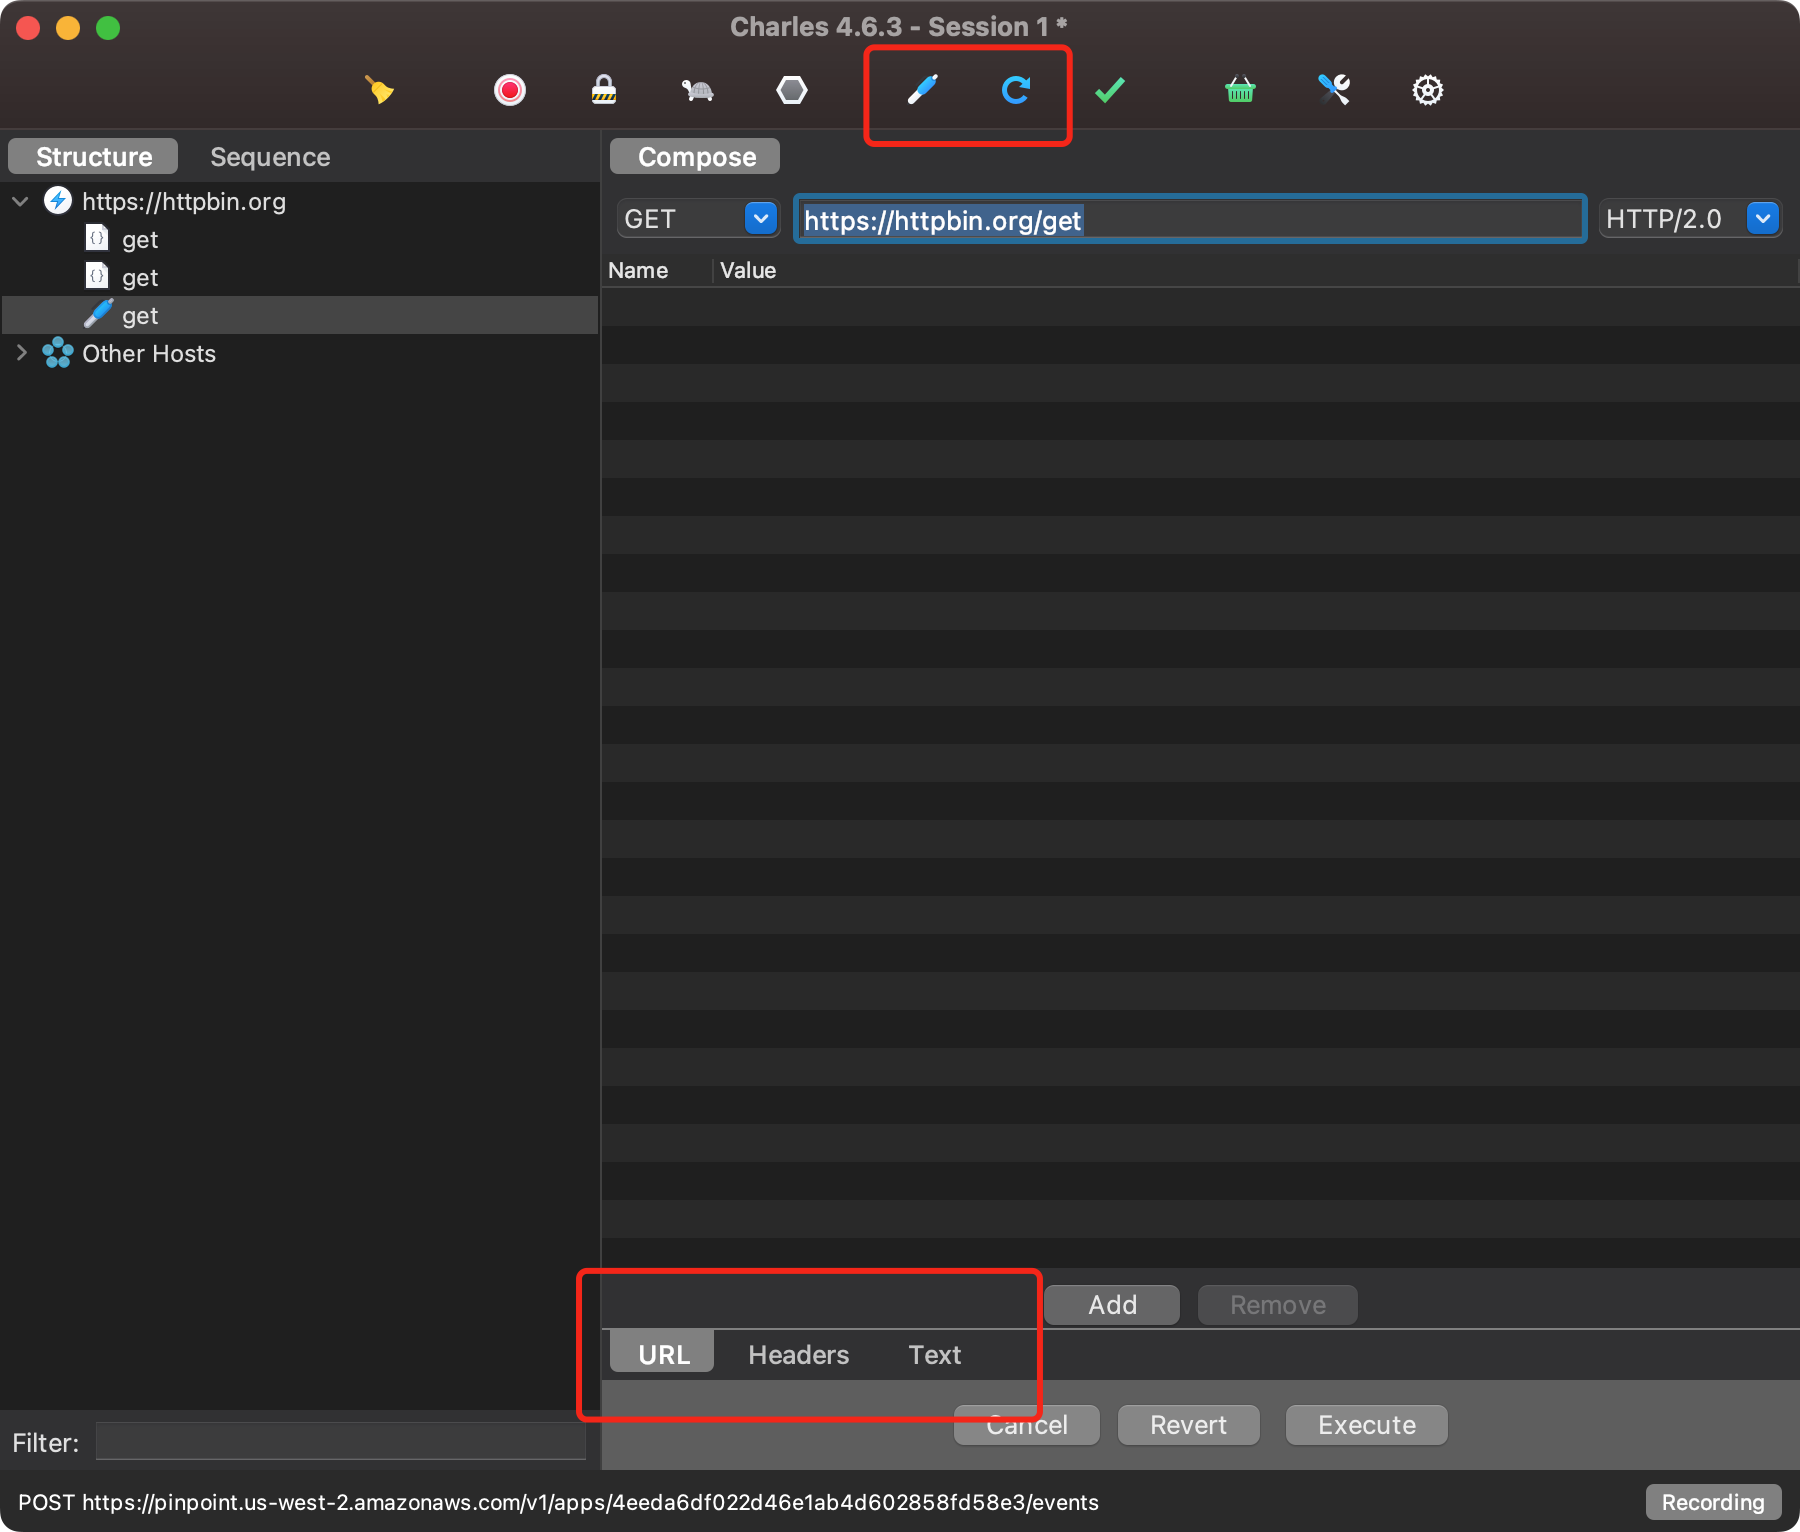 Charles 4.6.3 - Session 1 *
Structure
Sequence
Compose
https://httpbin.org
get
get
get
Other Hosts
GET
https://httpbin.org/get
HTTP/2.0
Name
Value
Add
Remove
URL
Headers
Text
Filter:
Cancel
Revert
Execute
POST https://pinpoint.us-west-2.amazonaws.com/v1/apps/4eeda6df022d46e1ab4d602858fd58e3/events
Recording